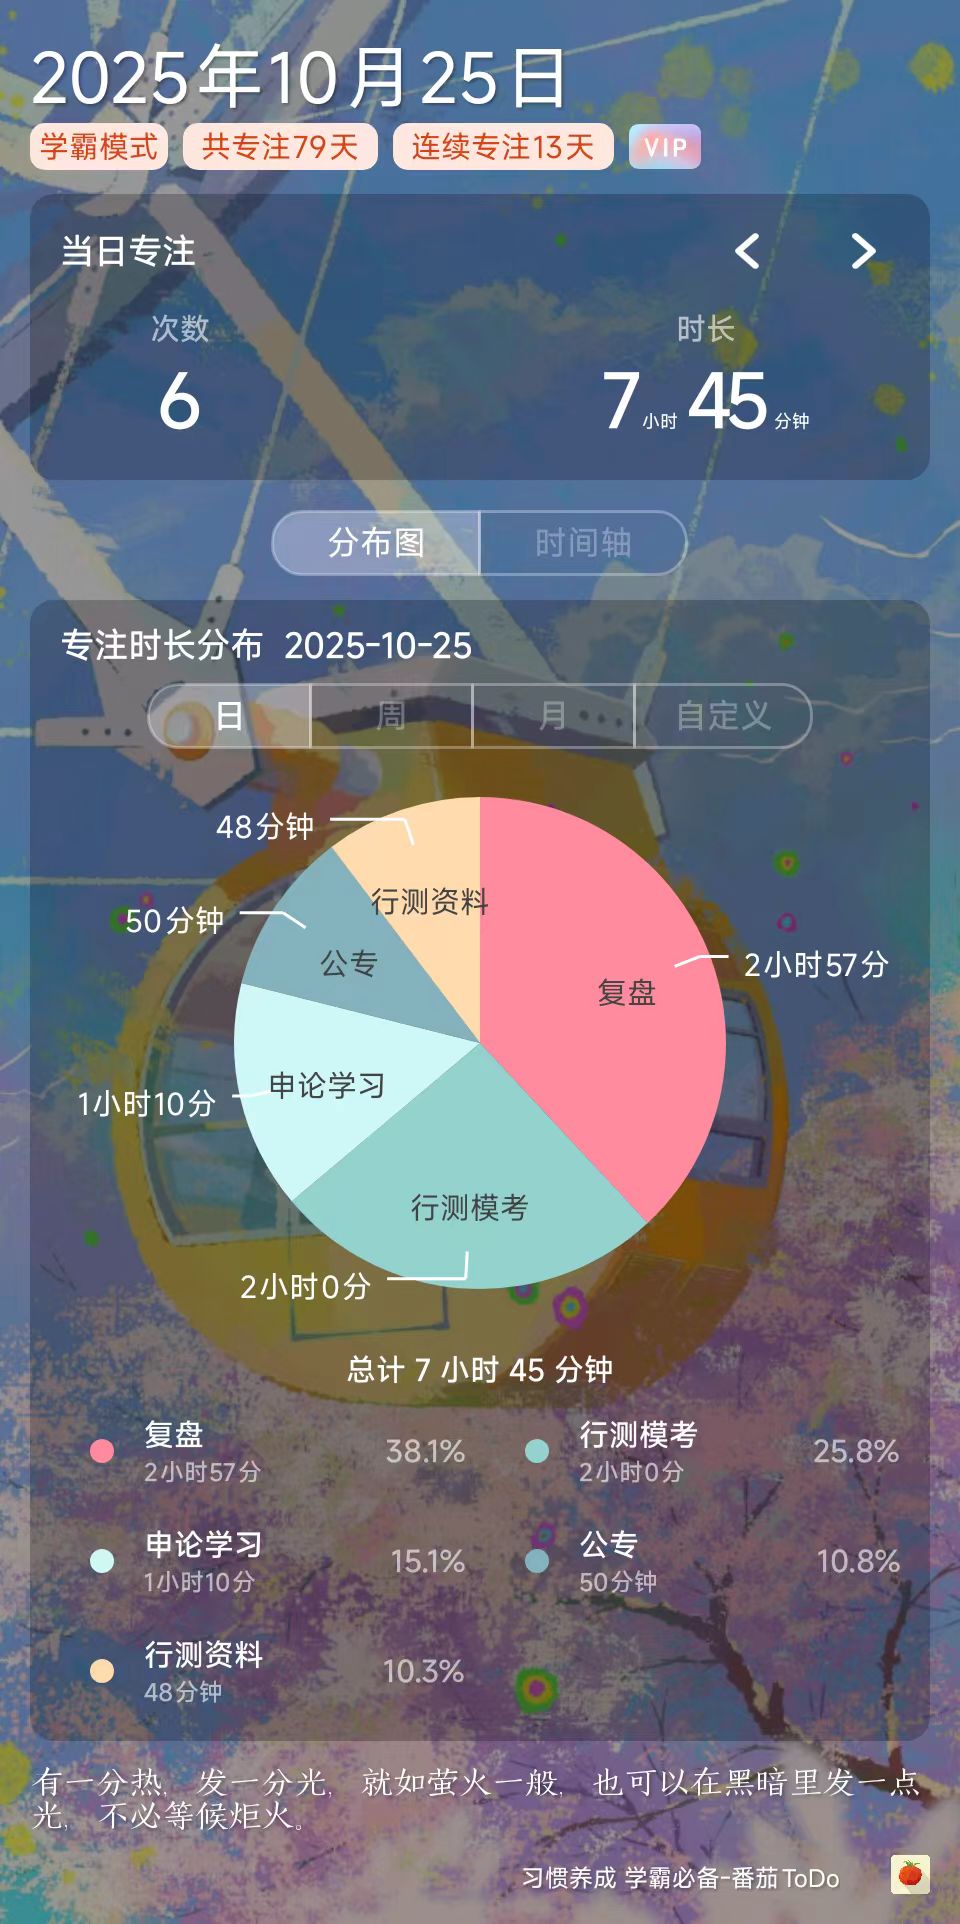 2025年10月25日
学霸模式 共专注79天 连续专注13天 VIP
当日专注
次数 时长
6 7小时45分钟
分布图 时间轴
专注时长分布 2025-10-25
日 周 月 自定义
48分钟
行测资料
50分钟
公专
2小时57分
复盘
申论学习
1小时10分
行测模考
2小时0分
总计 7 小时 45 分钟
复盘 38.1% 行测模考 25.8%
2小时57分 2小时0分
申论学习 15.1% 公专 10.8%
1小时10分 50分钟
行测资料 10.3%
48分钟
有一分热，发一分光，就如萤火一般，也可以在黑暗里发一点
光，不必等候炬火。
习惯养成 学霸必备-番茄ToDo